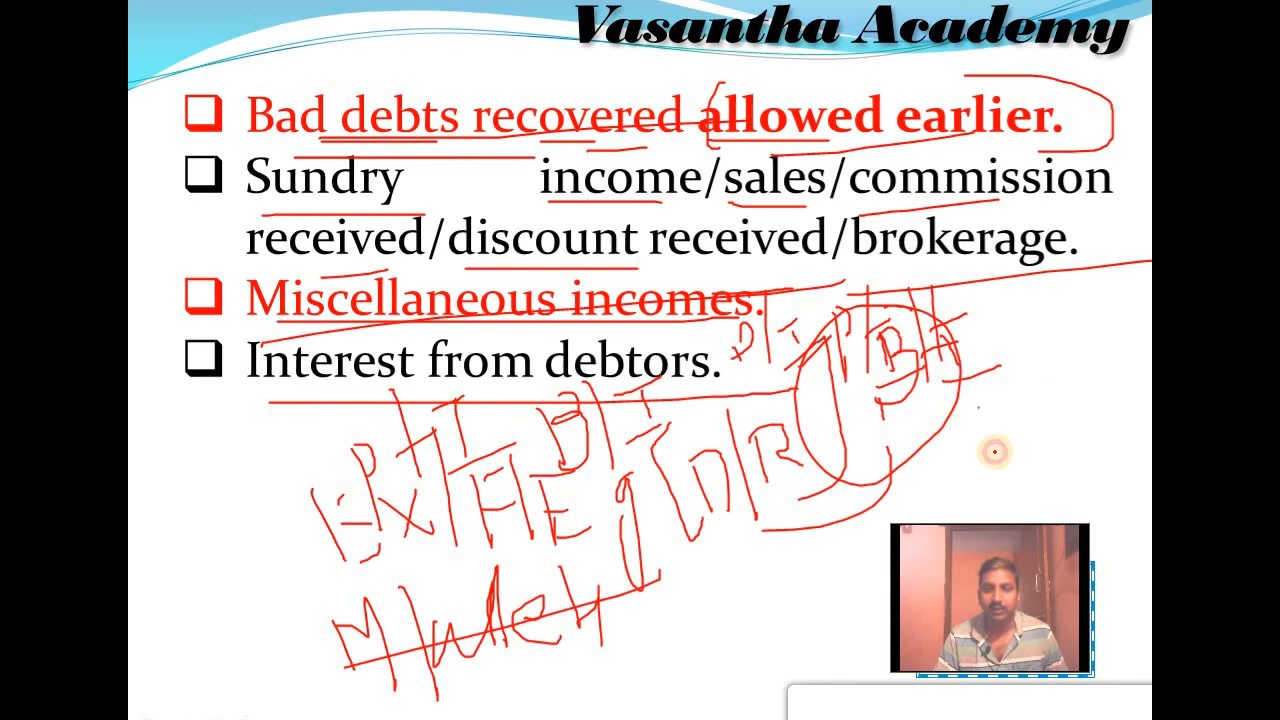 Vasantha Academy
❑ Bad debts recovered allowed earlier.
❑ Sundry income/sales/commission
received/discount received/brokerage.
❑ Miscellaneous incomes.
❑ Interest from debtors.